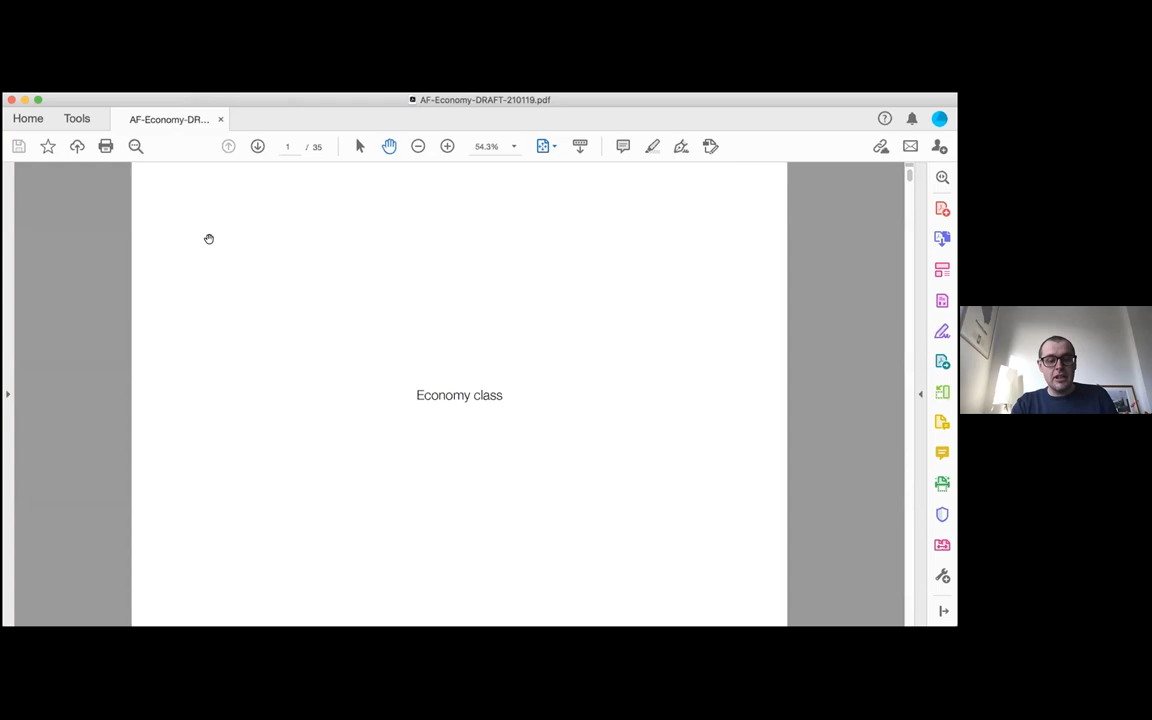 AF-Economy-DRAFT-210119.pdf
Home
Tools
AF-Economy-DR...
1 / 35
54.3%
Economy class